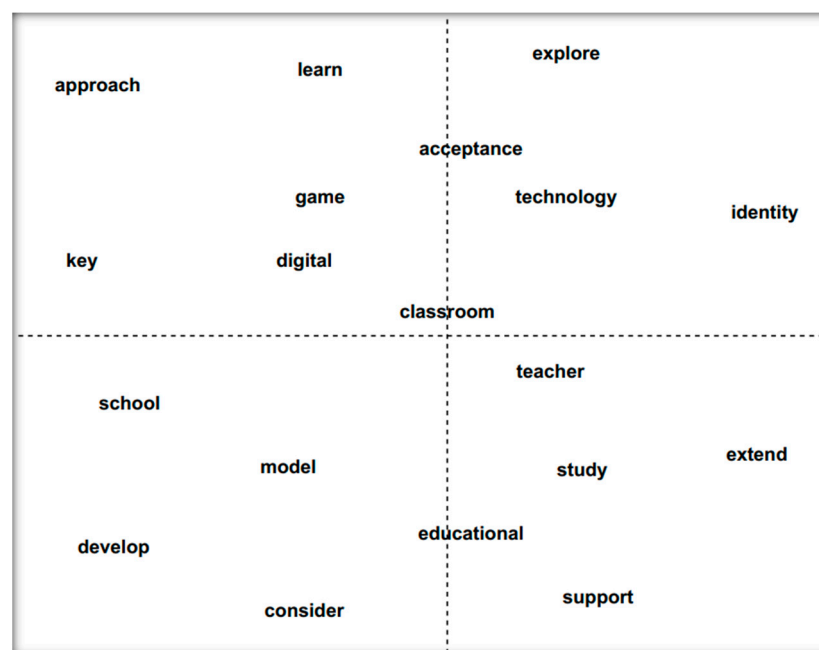 explore
learn
approach
acceptance
game
technology
identity
key
digital
classroom
teacher
school
extend
model
study
educational
develop
support
consider